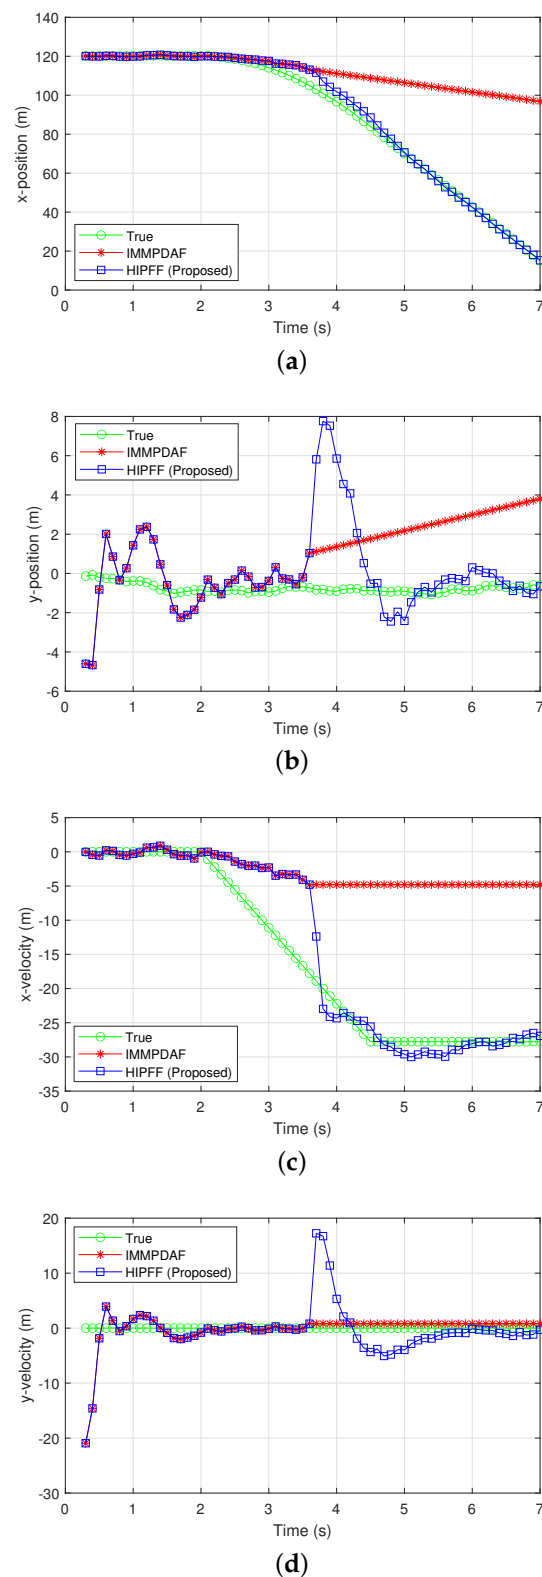 140
120
100
80
60
40
20
0
x-position (m)
True
IMMPDAF
HIPFF (Proposed)
0 1 2 3 4 5 6 7
Time (s)
(a)
8
6
4
2
0
-2
-4
-6
y-position (m)
True
IMMPDAF
HIPFF (Proposed)
0 1 2 3 4 5 6 7
Time (s)
(b)
5
0
-5
-10
-15
-20
-25
-30
-35
x-velocity (m)
True
IMMPDAF
HIPFF (Proposed)
0 1 2 3 4 5 6 7
Time (s)
(c)
20
10
0
-10
-20
-30
y-velocity (m)
True
IMMPDAF
HIPFF (Proposed)
0 1 2 3 4 5 6 7
Time (s)
(d)